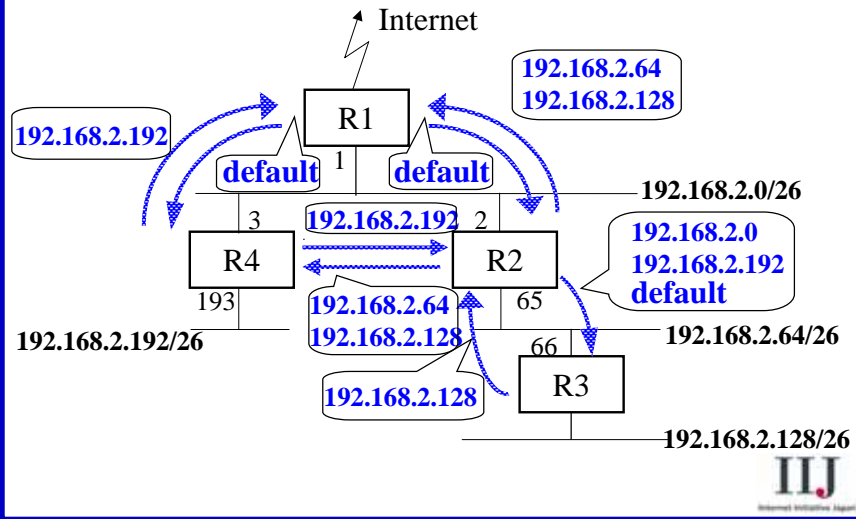 Internet
192.168.2.64
192.168.2.128
R1
192.168.2.192
default
1
default
192.168.2.0/26
3
192.168.2.192
2
192.168.2.0
192.168.2.192
default
R4
R2
193
192.168.2.64
192.168.2.128
65
192.168.2.192/26
66
192.168.2.64/26
R3
192.168.2.128
192.168.2.128/26
IIJ
Internet Initiative Japan